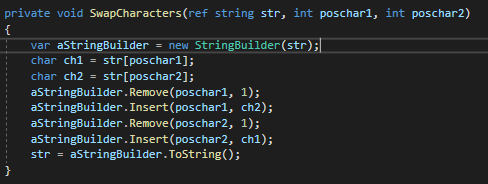 private void SwapCharacters(ref string str, int poschar1, int poschar2)
{
    var aStringBuilder = new StringBuilder(str);
    char ch1 = str[poschar1];
    char ch2 = str[poschar2];
    aStringBuilder.Remove(poschar1, 1);
    aStringBuilder.Insert(poschar1, ch2);
    aStringBuilder.Remove(poschar2, 1);
    aStringBuilder.Insert(poschar2, ch1);
    str = aStringBuilder.ToString();
}